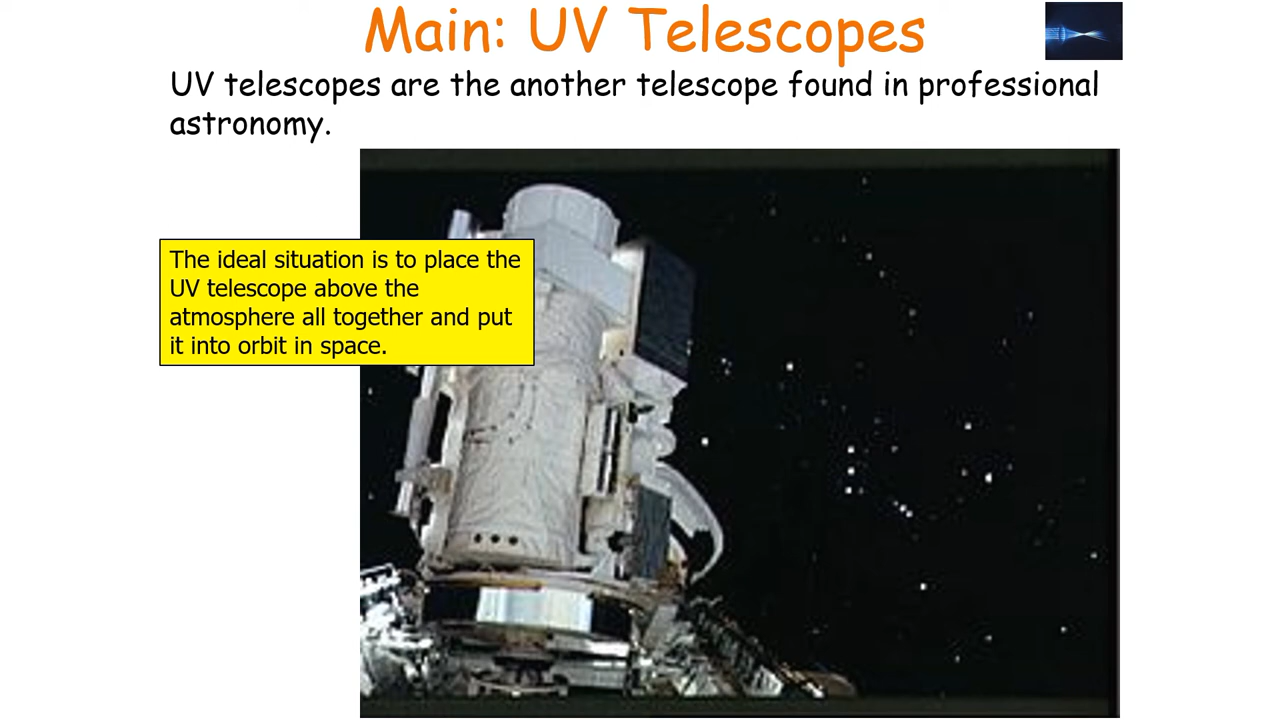 Main: UV Telescopes
UV telescopes are the another telescope found in professional
astronomy.
The ideal situation is to place the
UV telescope above the
atmosphere all together and put
it into orbit in space.